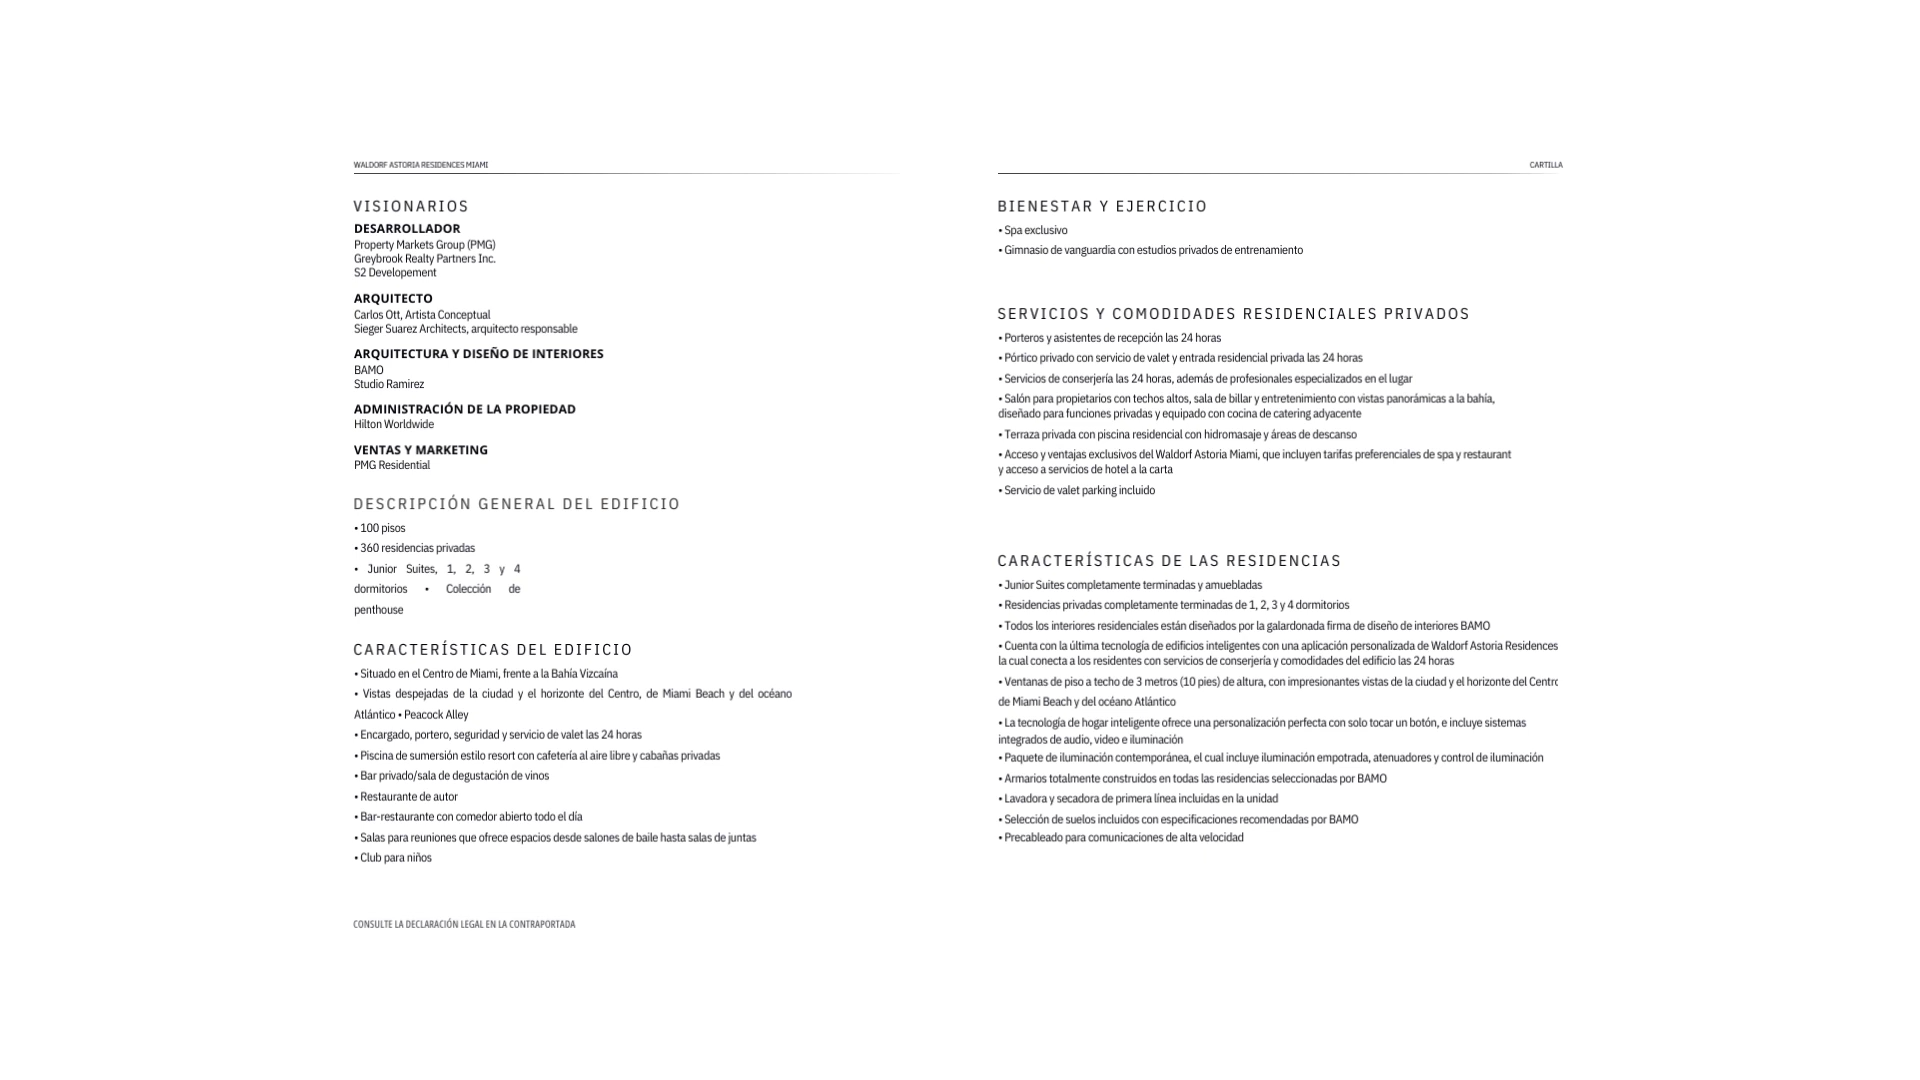 WALDORF ASTORIA RESIDENCES MIAMI
VISIONARIOS
DESARROLLADOR
Property Markets Group (PMG)
Greybrook Realty Partners Inc.
S2 Developement
ARQUITECTO
Carlos Ott, Artista Conceptual
Sieger Suarez Architects, arquitecto responsable
ARQUITECTURA Y DISEÑO DE INTERIORES
BAMO
Studio Ramirez
ADMINISTRACIÓN DE LA PROPIEDAD
Hilton Worldwide
VENTAS Y MARKETING
PMG Residential
DESCRIPCIÓN GENERAL DEL EDIFICIO
• 100 pisos
• 360 residencias privadas
• Junior Suites, 1, 2, 3 y 4
dormitorios • Colección de
penthouse
CARACTERÍSTICAS DEL EDIFICIO
• Situado en el Centro de Miami, frente a la Bahía Vizcaína
• Vistas despejadas de la ciudad y el horizonte del Centro, de Miami Beach y del océano
Atlántico • Peacock Alley
• Encargado, portero, seguridad y servicio de valet las 24 horas
• Piscina de sumersión estilo resort con cafetería al aire libre y cabañas privadas
• Bar privado/sala de degustación de vinos
• Restaurante de autor
• Bar-restaurante con comedor abierto todo el día
• Salas para reuniones que ofrece espacios desde salones de baile hasta salas de juntas
• Club para niños
CONSULTE LA DECLARACIÓN LEGAL EN LA CONTRAPORTADA
CARTILLA
BIENESTAR Y EJERCICIO
• Spa exclusivo
• Gimnasio de vanguardia con estudios privados de entrenamiento
SERVICIOS Y COMODIDADES RESIDENCIALES PRIVADOS
• Porteros y asistentes de recepción las 24 horas
• Pórtico privado con servicio de valet y entrada residencial privada las 24 horas
• Servicios de conserjería las 24 horas, además de profesionales especializados en el lugar
• Salón para propietarios con techos altos, sala de billar y entretenimiento con vistas panorámicas a la bahía,
diseñado para funciones privadas y equipado con cocina de catering adyacente
• Terraza privada con piscina residencial con hidromasaje y áreas de descanso
• Acceso y ventajas exclusivos del Waldorf Astoria Miami, que incluyen tarifas preferenciales de spa y restaurant
y acceso a servicios de hotel a la carta
• Servicio de valet parking incluido
CARACTERÍSTICAS DE LAS RESIDENCIAS
• Junior Suites completamente terminadas y amuebladas
• Residencias privadas completamente terminadas de 1, 2, 3 y 4 dormitorios
• Todos los interiores residenciales están diseñados por la galardonada firma de diseño de interiores BAMO
• Cuenta con la última tecnología de edificios inteligentes con una aplicación personalizada de Waldorf Astoria Residences
la cual conecta a los residentes con servicios de conserjería y comodidades del edificio las 24 horas
• Ventanas de piso a techo de 3 metros (10 pies) de altura, con impresionantes vistas de la ciudad y el horizonte del Centro
de Miami Beach y del océano Atlántico
• La tecnología de hogar inteligente ofrece una personalización perfecta con solo tocar un botón, e incluye sistemas
integrados de audio, video e iluminación
• Paquete de iluminación contemporánea, el cual incluye iluminación empotrada, atenuadores y control de iluminación
• Armarios totalmente construidos en todas las residencias seleccionadas por BAMO
• Lavadora y secadora de primera línea incluidas en la unidad
• Selección de suelos incluidos con especificaciones recomendadas por BAMO
• Precableado para comunicaciones de alta velocidad